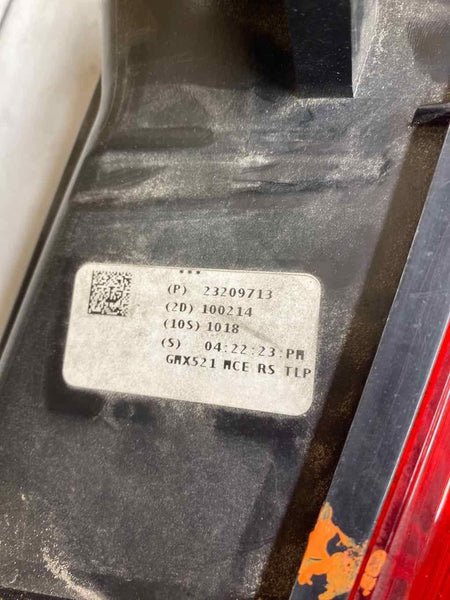 (P) 23209713
(2D) 100214
(10S) 1018
(S) 04:22:23:PM
GMX521 MCE RS TLP